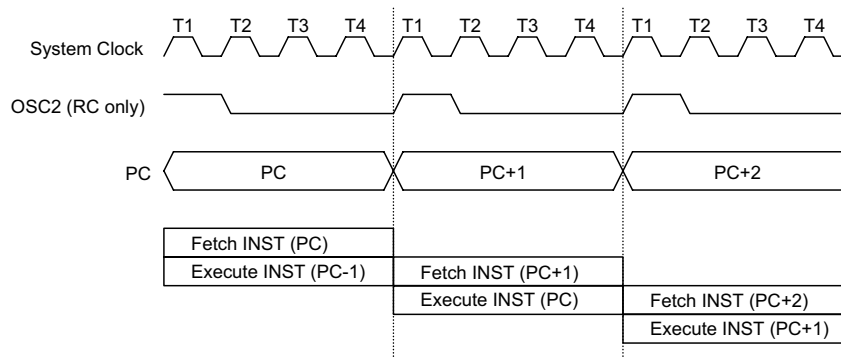 T1 T2 T3 T4 T1 T2 T3 T4 T1 T2 T3 T4
System Clock
OSC2 (RC only)
PC PC PC+1 PC+2
Fetch INST (PC)
Execute INST (PC-1) Fetch INST (PC+1)
Execute INST (PC) Fetch INST (PC+2)
Execute INST (PC+1)